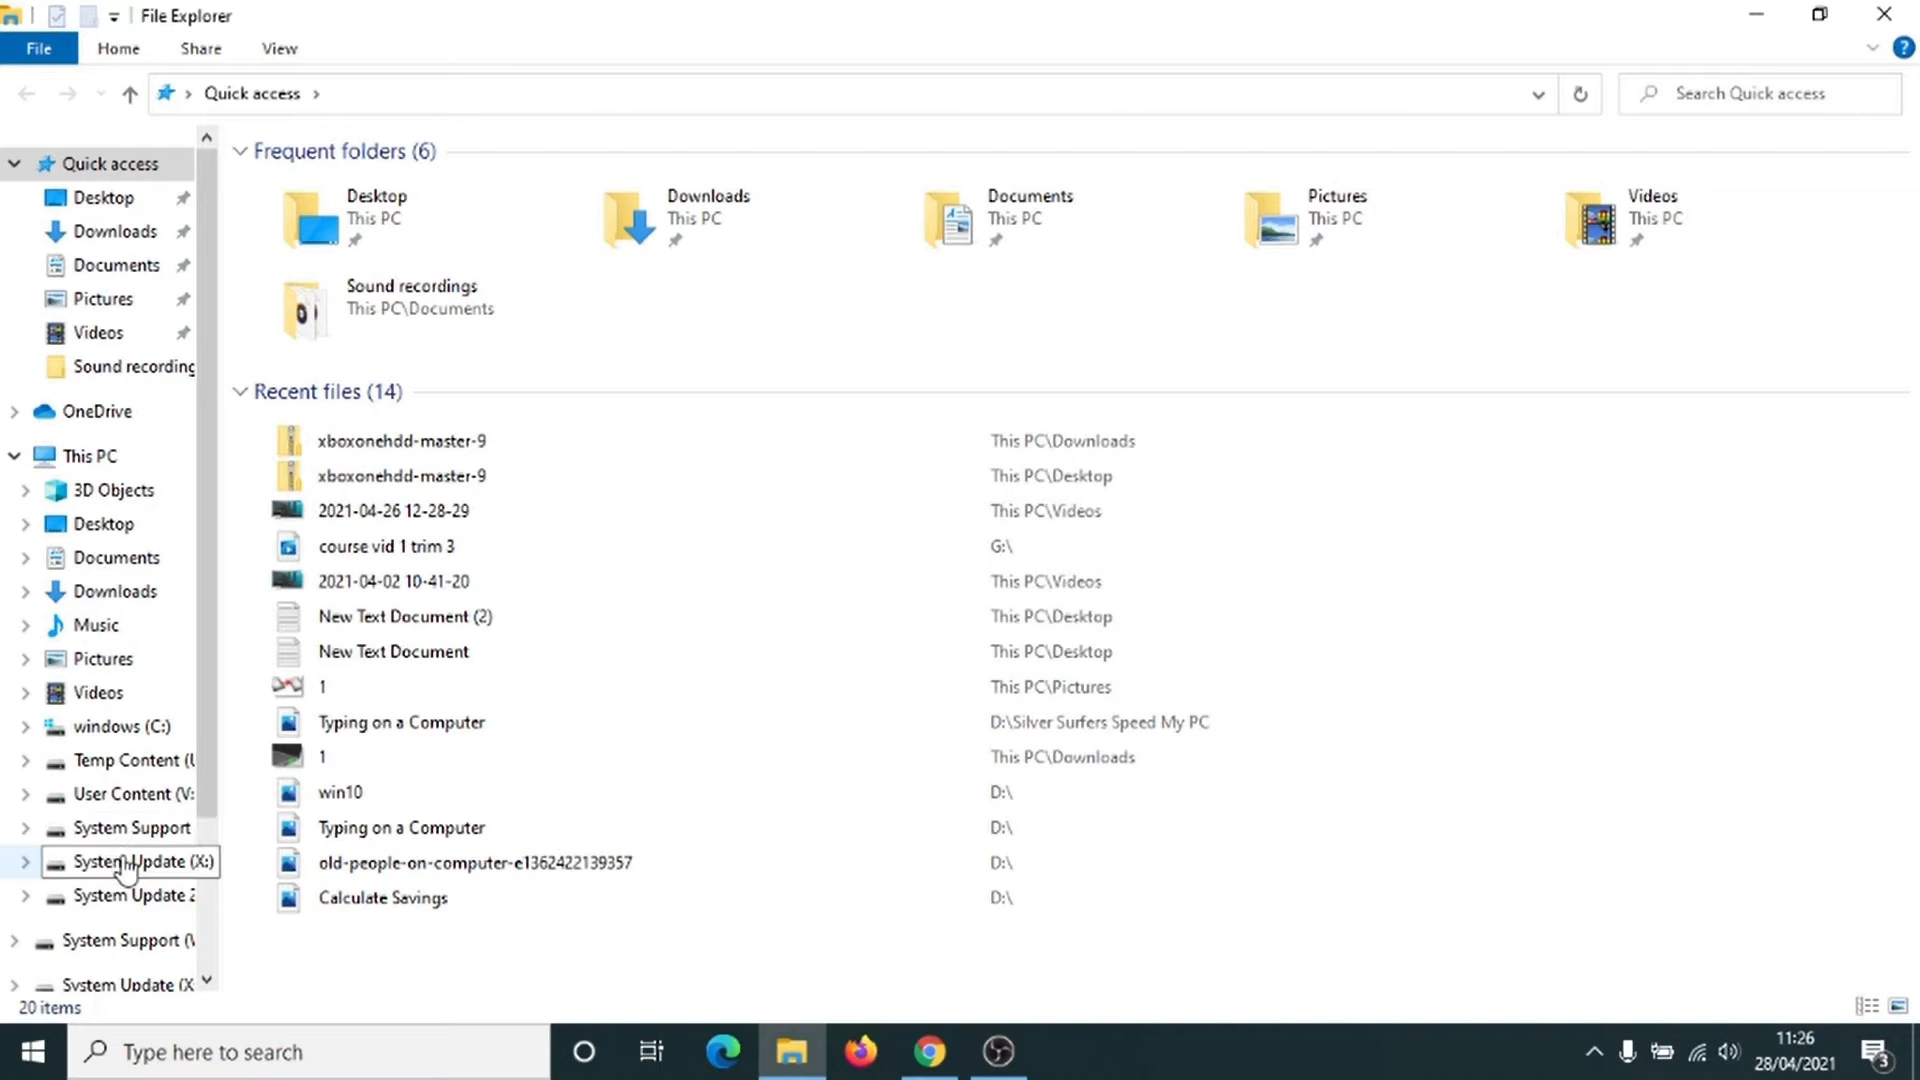 File Explorer
File Home Share View
Quick access
Search Quick access
Quick access
Desktop
Downloads
Documents
Pictures
Videos
Sound recording
OneDrive
This PC
3D Objects
Desktop
Documents
Downloads
Music
Pictures
Videos
windows (C:)
Temp Content (U
User Content (V:
System Support
System Update (X:)
System Update 2
System Support (W
System Update (X
Frequent folders (6)
Desktop
This PC
Downloads
This PC
Documents
This PC
Pictures
This PC
Videos
This PC
Sound recordings
This PC\Documents
Recent files (14)
xboxonehdd-master-9 This PC\Downloads
xboxonehdd-master-9 This PC\Desktop
2021-04-26 12-28-29 This PC\Videos
course vid 1 trim 3 G:\
2021-04-02 10-41-20 This PC\Videos
New Text Document (2) This PC\Desktop
New Text Document This PC\Desktop
1 This PC\Pictures
Typing on a Computer D:\Silver Surfers Speed My PC
1 This PC\Downloads
win10 D:\
Typing on a Computer D:\
old-people-on-computer-e1362422139357 D:\
Calculate Savings D:\
20 items
Type here to search
11:26
28/04/2021
3